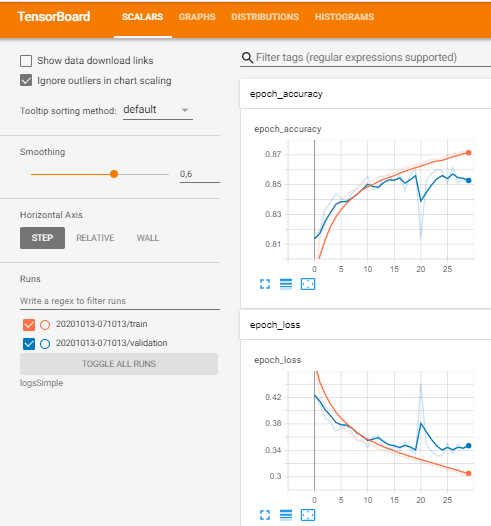 TensorBoard SCALARS GRAPHS DISTRIBUTIONS HISTOGRAMS
Show data download links
Ignore outliers in chart scaling
Tooltip sorting method: default
Smoothing
0,6
Horizontal Axis
STEP RELATIVE WALL
Runs
Write a regex to filter runs
20201013-071013/train
20201013-071013/validation
TOGGLE ALL RUNS
logsSimple
Filter tags (regular expressions supported)
epoch_accuracy
epoch_accuracy
0.87
0.85
0.83
0.81
0 5 10 15 20 25
epoch_loss
epoch_loss
0.42
0.38
0.34
0.3
0 5 10 15 20 25